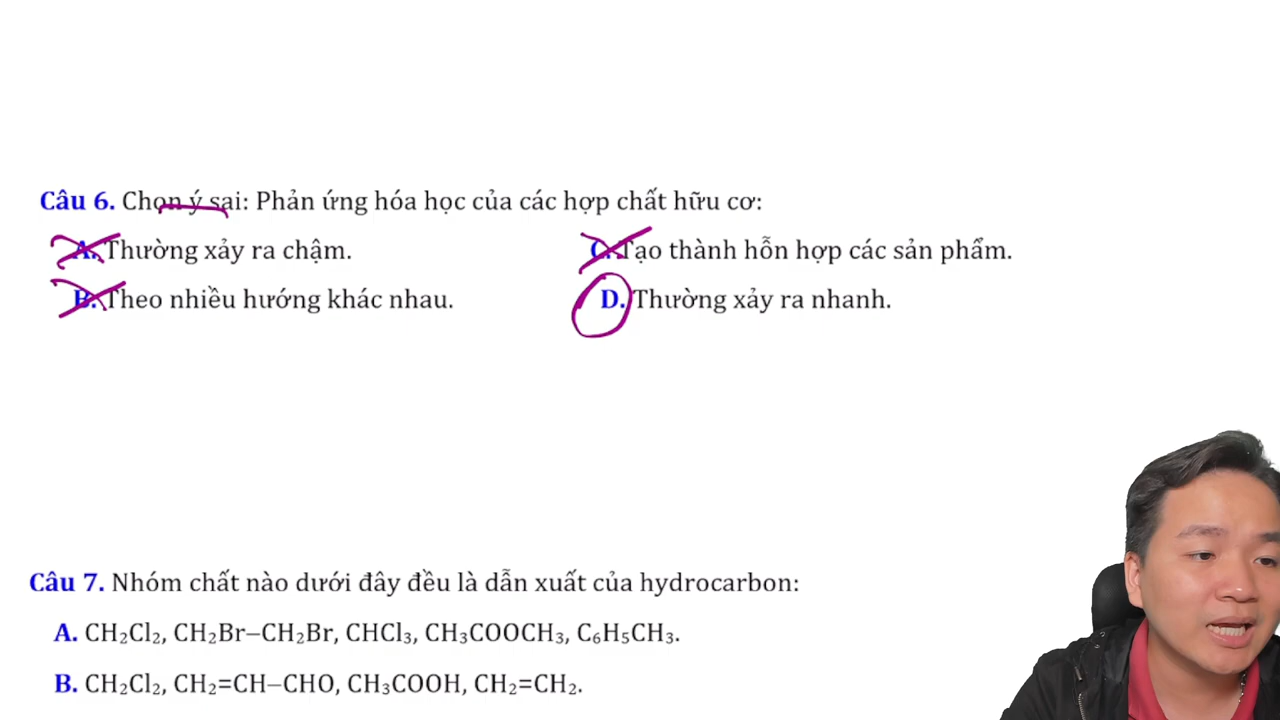 Câu 6. Chọn ý sai: Phản ứng hóa học của các hợp chất hữu cơ:
A. Thường xảy ra chậm.
C. Tạo thành hỗn hợp các sản phẩm.
B. Theo nhiều hướng khác nhau.
D. Thường xảy ra nhanh.
Câu 7. Nhóm chất nào dưới đây đều là dẫn xuất của hydrocarbon:
A. CH₂Cl₂, CH₂Br–CH₂Br, CHCl₃, CH₃COOCH₃, C₆H₅CH₃.
B. CH₂Cl₂, CH₂=CH–CHO, CH₃COOH, CH₂=CH₂.